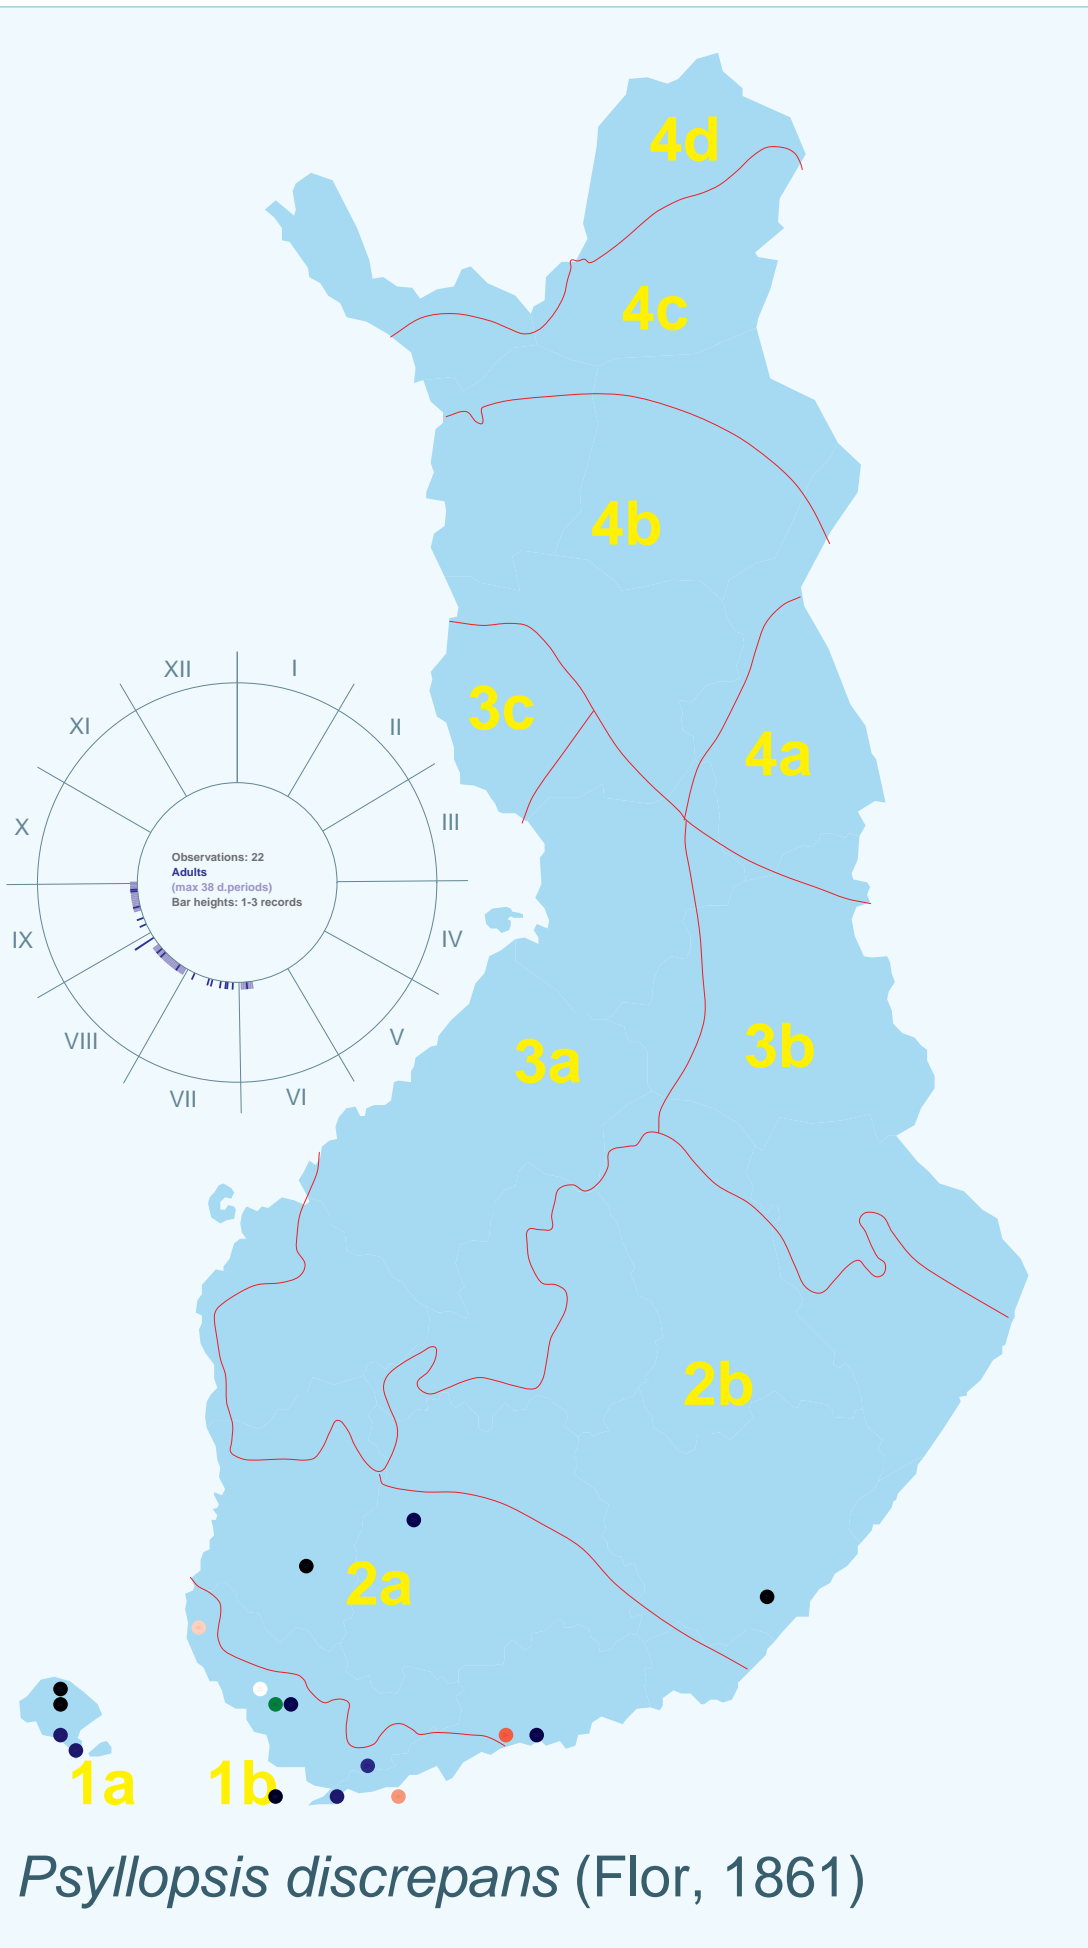 4d
4c
4b
3c
4a
XII
I
XI
II
X
III
Observations: 22
Adults
(max 38 d.periods)
Bar heights: 1-3 records
IX
IV
VIII
V
VII
VI
3a
3b
2b
2a
1a
1b
Psyllopsis discrepans (Flor, 1861)